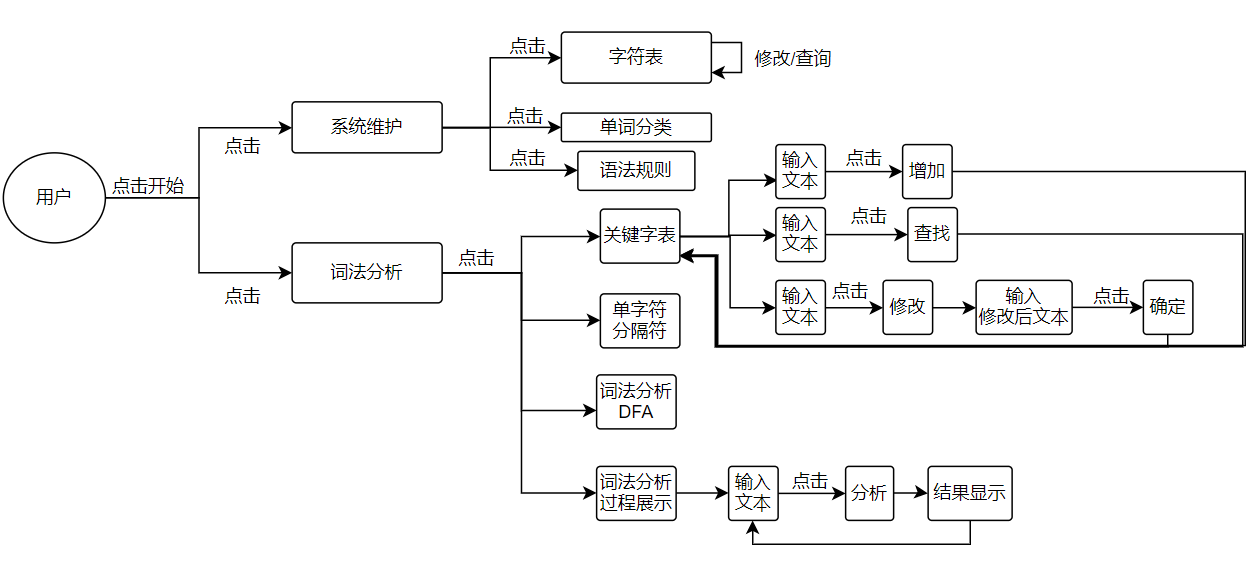 点击
字符表
修改/查询
系统维护
点击
单词分类
点击
点击
语法规则
用户
点击开始
输入
文本
点击
增加
关键字表
输入
文本
点击
查找
词法分析
点击
点击
输入
文本
点击
修改
输入
修改后文本
点击
确定
单字符
分隔符
词法分析
DFA
词法分析
过程展示
输入
文本
点击
分析
结果显示